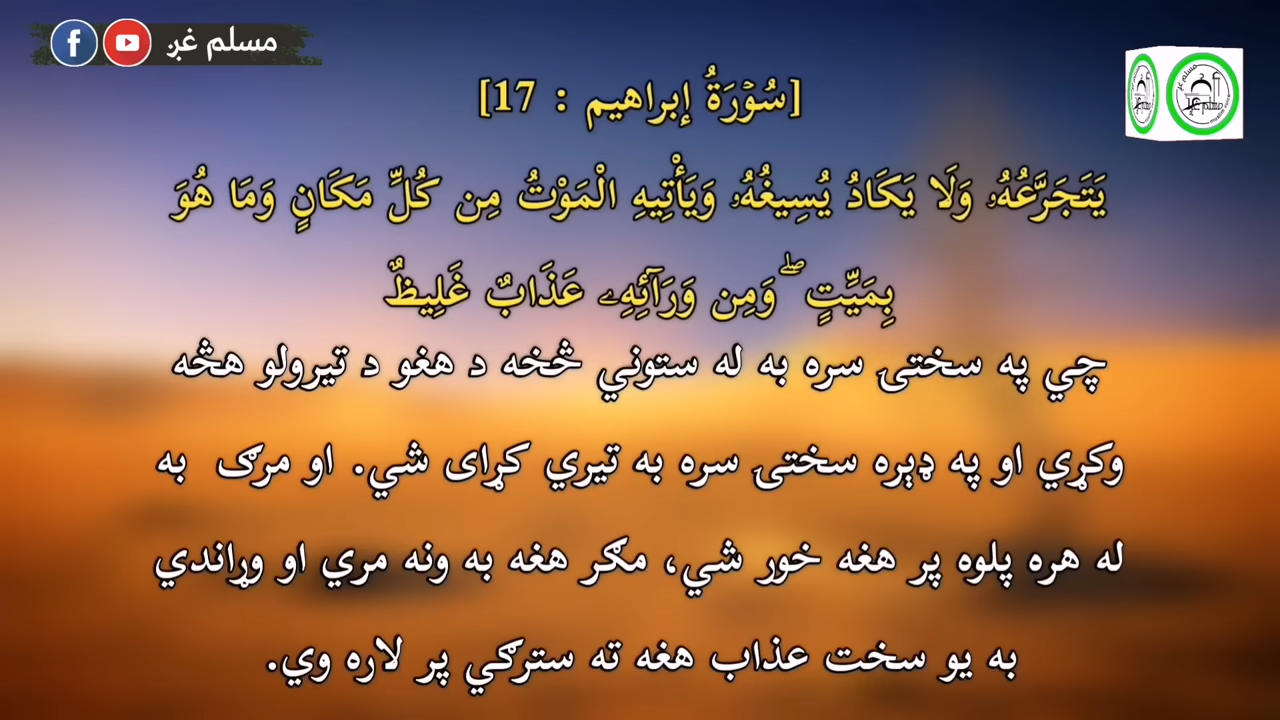 مسلم غږ
[سُوْرَةُ إبراهيم : 17]
يَتَجَرَّعُهُۥ وَلَا يَكَادُ يُسِيغُهُۥ وَيَأْتِيهِ الْمَوْتُ مِن كُلِّ مَكَانٍ وَمَا هُوَ
بِمَيِّتٍ ۖ وَمِن وَرَآئِهِۦ عَذَابٌ غَلِيظٌ
چي په سختۍ سره به له ستوني څخه د هغو د تيرولو هڅه
وکړي او په ډېره سختۍ سره به تيري کړای شي. او مرګ به
له هره پلوه پر هغه خور شي، مګر هغه به ونه مري او وړاندي
به يو سخت عذاب هغه ته سترګي پر لاره وي.